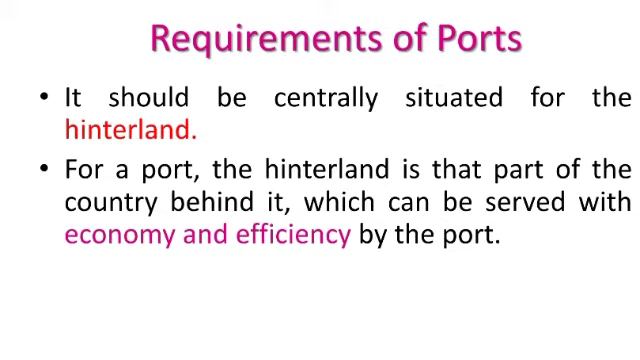 Requirements of Ports
• It should be centrally situated for the
hinterland.
• For a port, the hinterland is that part of the
country behind it, which can be served with
economy and efficiency by the port.